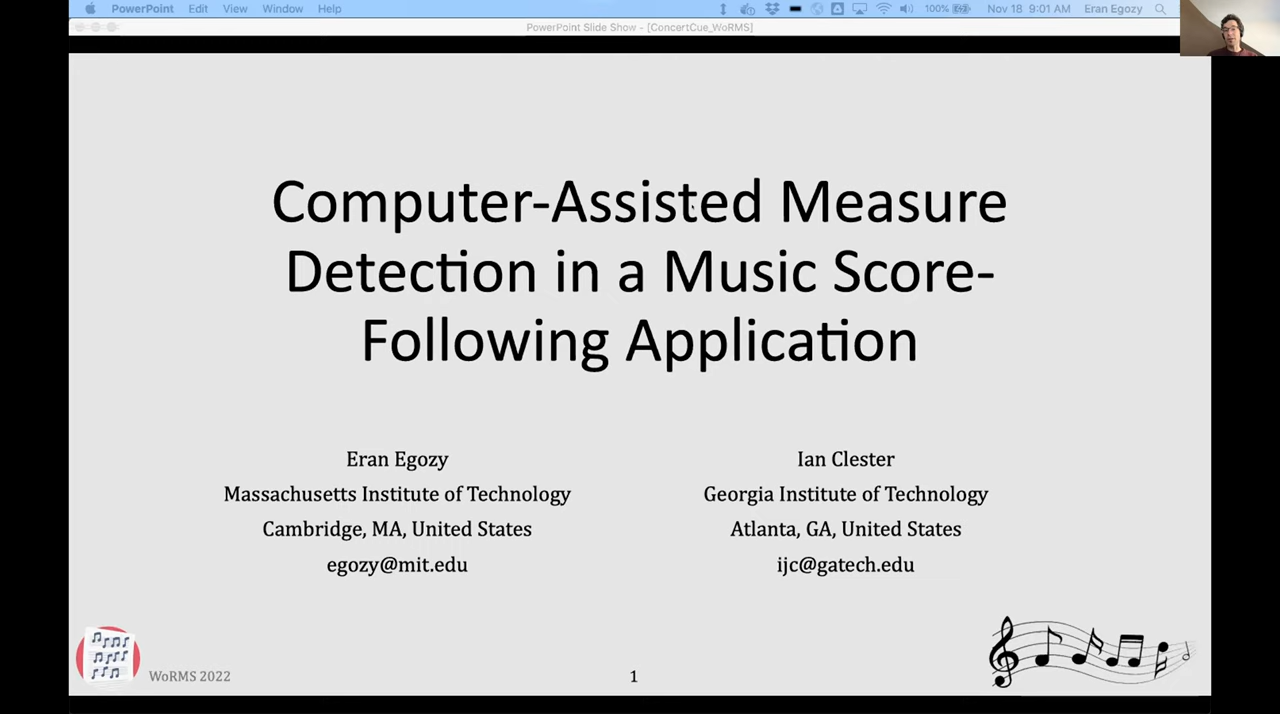 PowerPoint Edit View Window Help 100% Nov 18 9:01 AM Eran Egozy
PowerPoint Slide Show - [ConcertCue_WoRMS]
Computer-Assisted Measure
Detection in a Music Score-
Following Application
Eran Egozy
Massachusetts Institute of Technology
Cambridge, MA, United States
egozy@mit.edu
Ian Clester
Georgia Institute of Technology
Atlanta, GA, United States
ijc@gatech.edu
WoRMS 2022
1